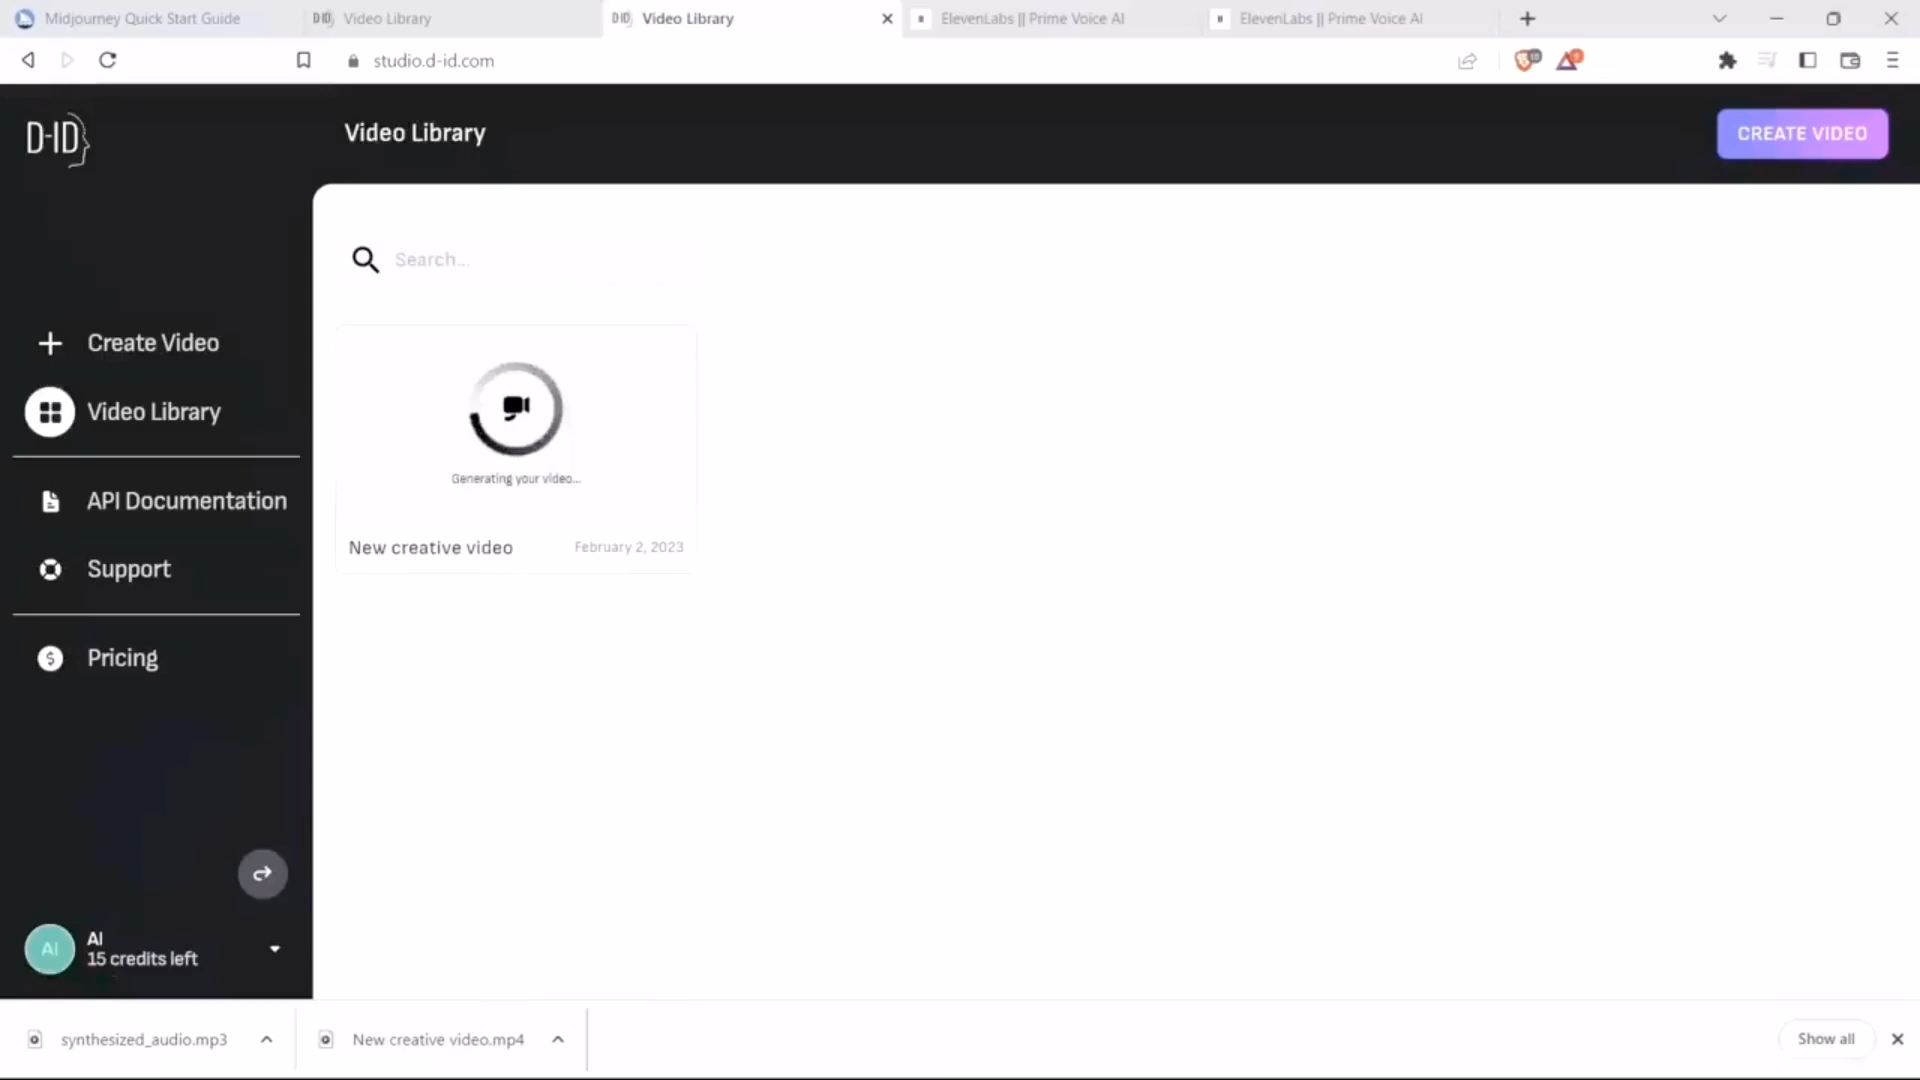 Midjourney Quick Start Guide
Video Library
Video Library
ElevenLabs || Prime Voice AI
ElevenLabs || Prime Voice AI
studio.d-id.com
D-ID
Video Library
CREATE VIDEO
Search...
Create Video
Video Library
API Documentation
Support
Pricing
Generating your video...
New creative video
February 2, 2023
AI
AI
15 credits left
synthesized_audio.mp3
New creative video.mp4
Show all